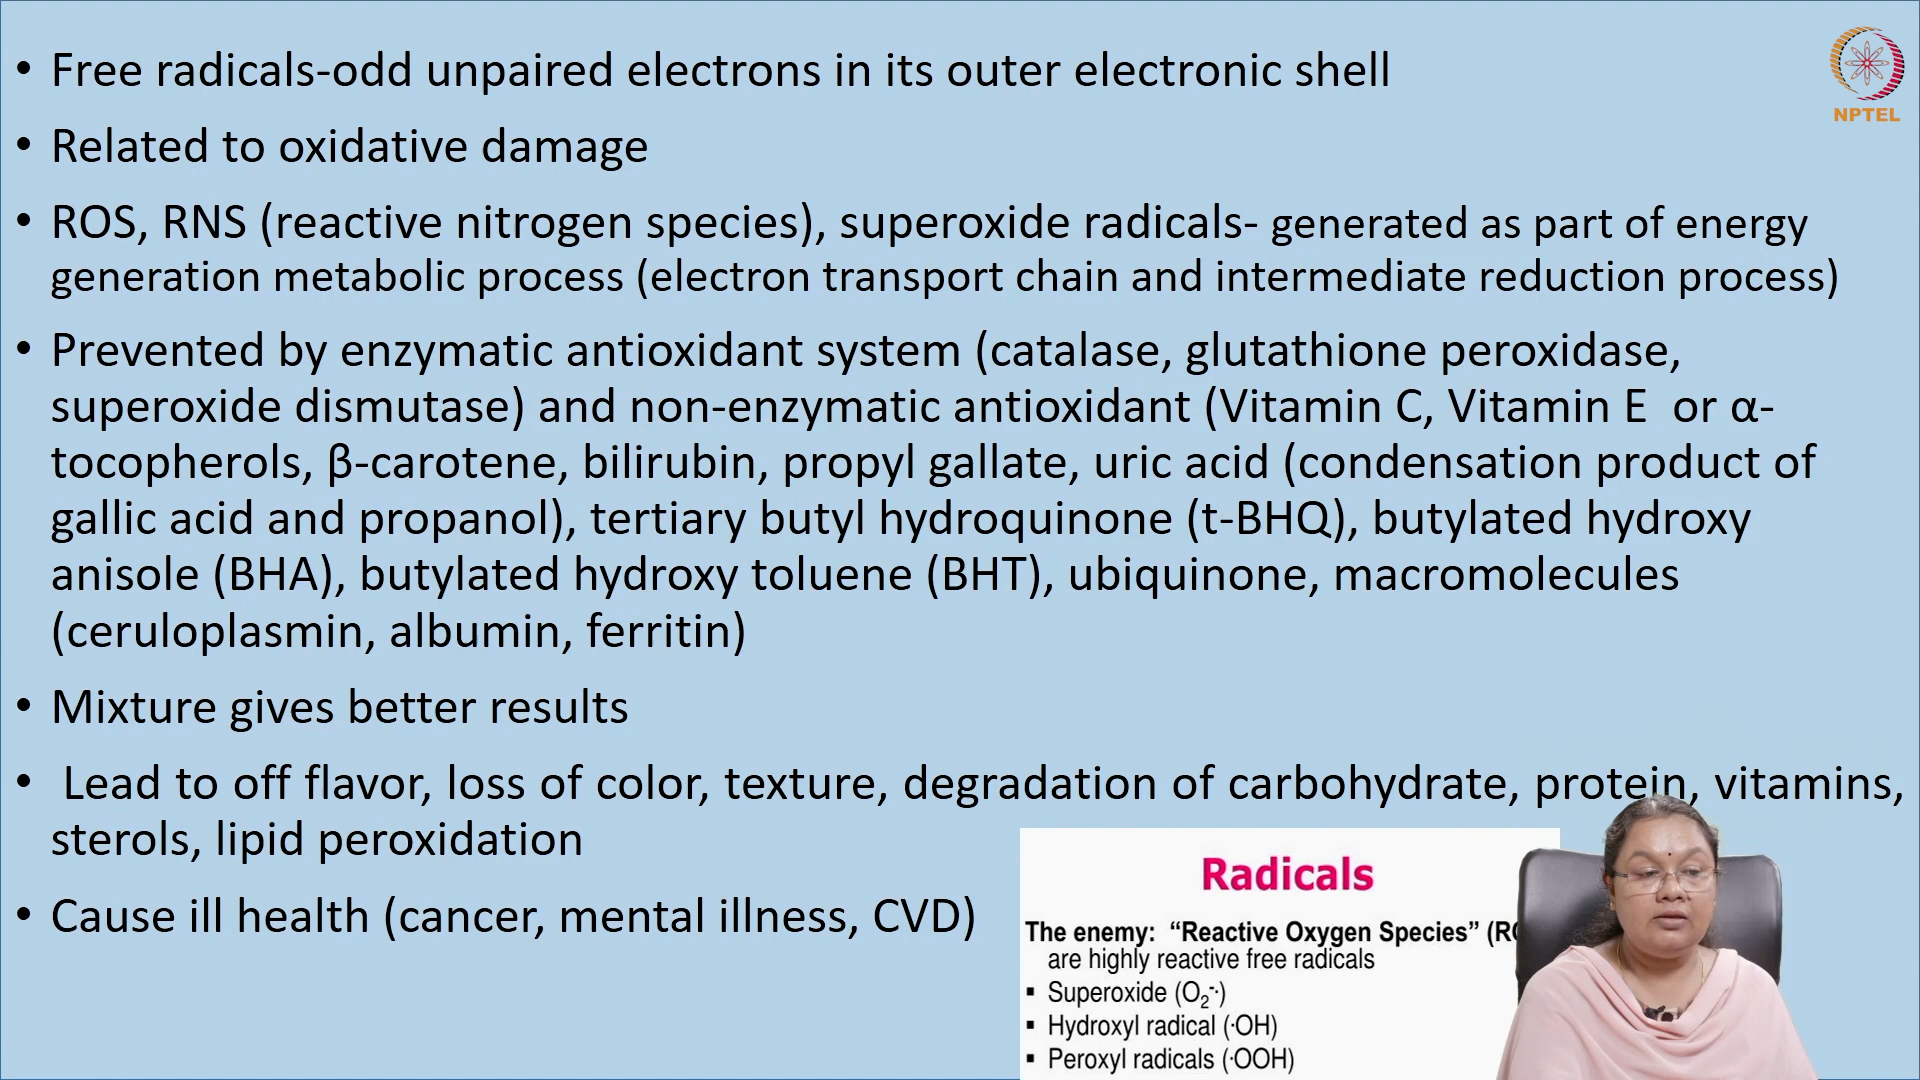 • Free radicals-odd unpaired electrons in its outer electronic shell
NPTEL
• Related to oxidative damage
• ROS, RNS (reactive nitrogen species), superoxide radicals- generated as part of energy
generation metabolic process (electron transport chain and intermediate reduction process)
• Prevented by enzymatic antioxidant system (catalase, glutathione peroxidase,
superoxide dismutase) and non-enzymatic antioxidant (Vitamin C, Vitamin E or α-
tocopherols, β-carotene, bilirubin, propyl gallate, uric acid (condensation product of
gallic acid and propanol), tertiary butyl hydroquinone (t-BHQ), butylated hydroxy
anisole (BHA), butylated hydroxy toluene (BHT), ubiquinone, macromolecules
(ceruloplasmin, albumin, ferritin)
• Mixture gives better results
• Lead to off flavor, loss of color, texture, degradation of carbohydrate, protein, vitamins,
sterols, lipid peroxidation
• Cause ill health (cancer, mental illness, CVD)
Radicals
The enemy: “Reactive Oxygen Species”
are highly reactive free radicals
▪ Superoxide (O₂⁻·)
▪ Hydroxyl radical (·OH)
▪ Peroxyl radicals (·OOH)